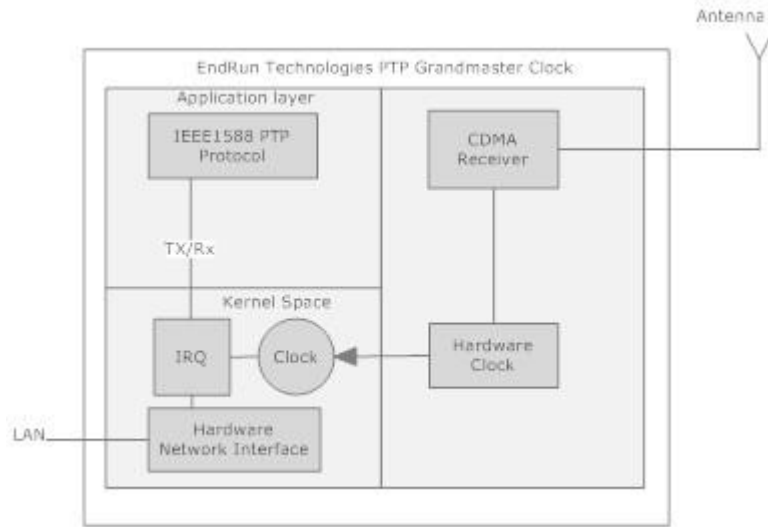 Antenna
EndRun Technologies PTP Grandmaster Clock
Application layer
IEEE1588 PTP
Protocol
CDMA
Receiver
TX/Rx
Kernel Space
IRQ
Clock
Hardware
Clock
LAN
Hardware
Network Interface